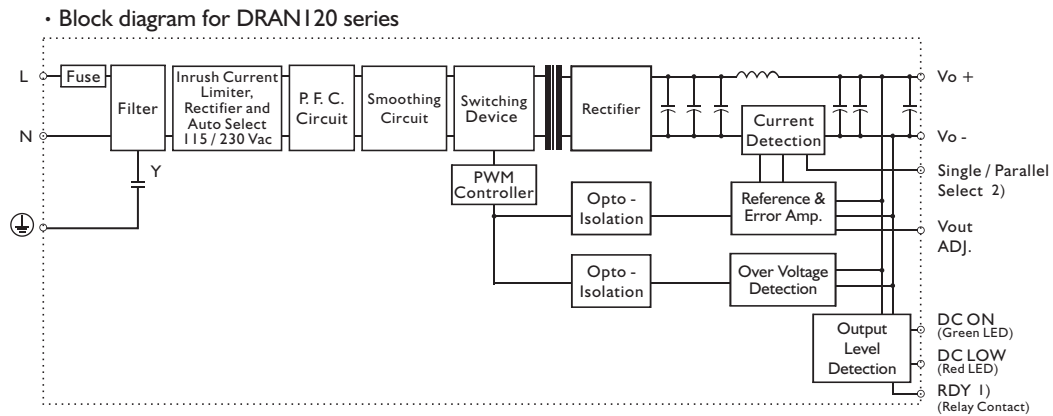 · Block diagram for DRAN120 series
L
Fuse
Filter
N
Y
Inrush Current
Limiter,
Rectifier and
Auto Select
115 / 230 Vac
P. F. C.
Circuit
Smoothing
Circuit
Switching
Device
Rectifier
Current
Detection
PWM
Controller
Opto -
Isolation
Reference &
Error Amp.
Opto -
Isolation
Over Voltage
Detection
Output
Level
Detection
Vo +
Vo -
Single / Parallel
Select 2)
Vout
ADJ.
DC ON
(Green LED)
DC LOW
(Red LED)
RDY 1)
(Relay Contact)